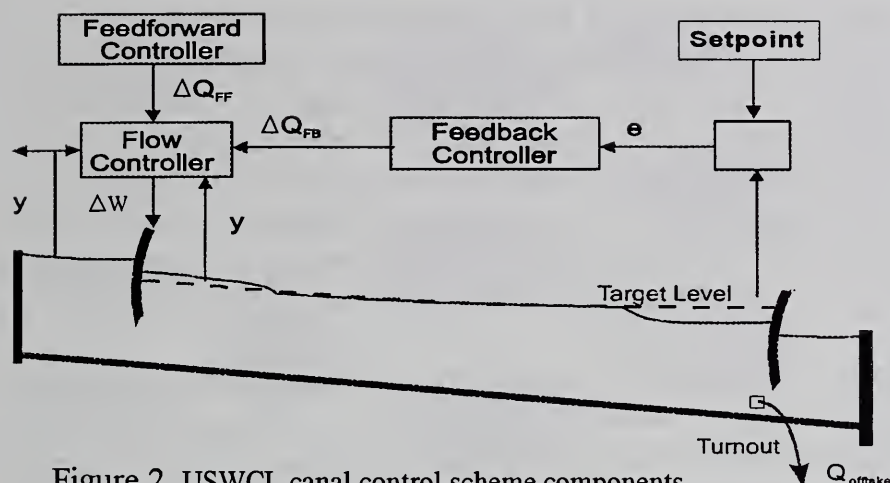 Feedforward
Controller
Setpoint
ΔQFF
Flow
Controller
ΔQFB
Feedback
Controller
e
y
ΔW
y
Target Level
Turnout
Qofftake
Figure 2. USWCL canal control scheme components